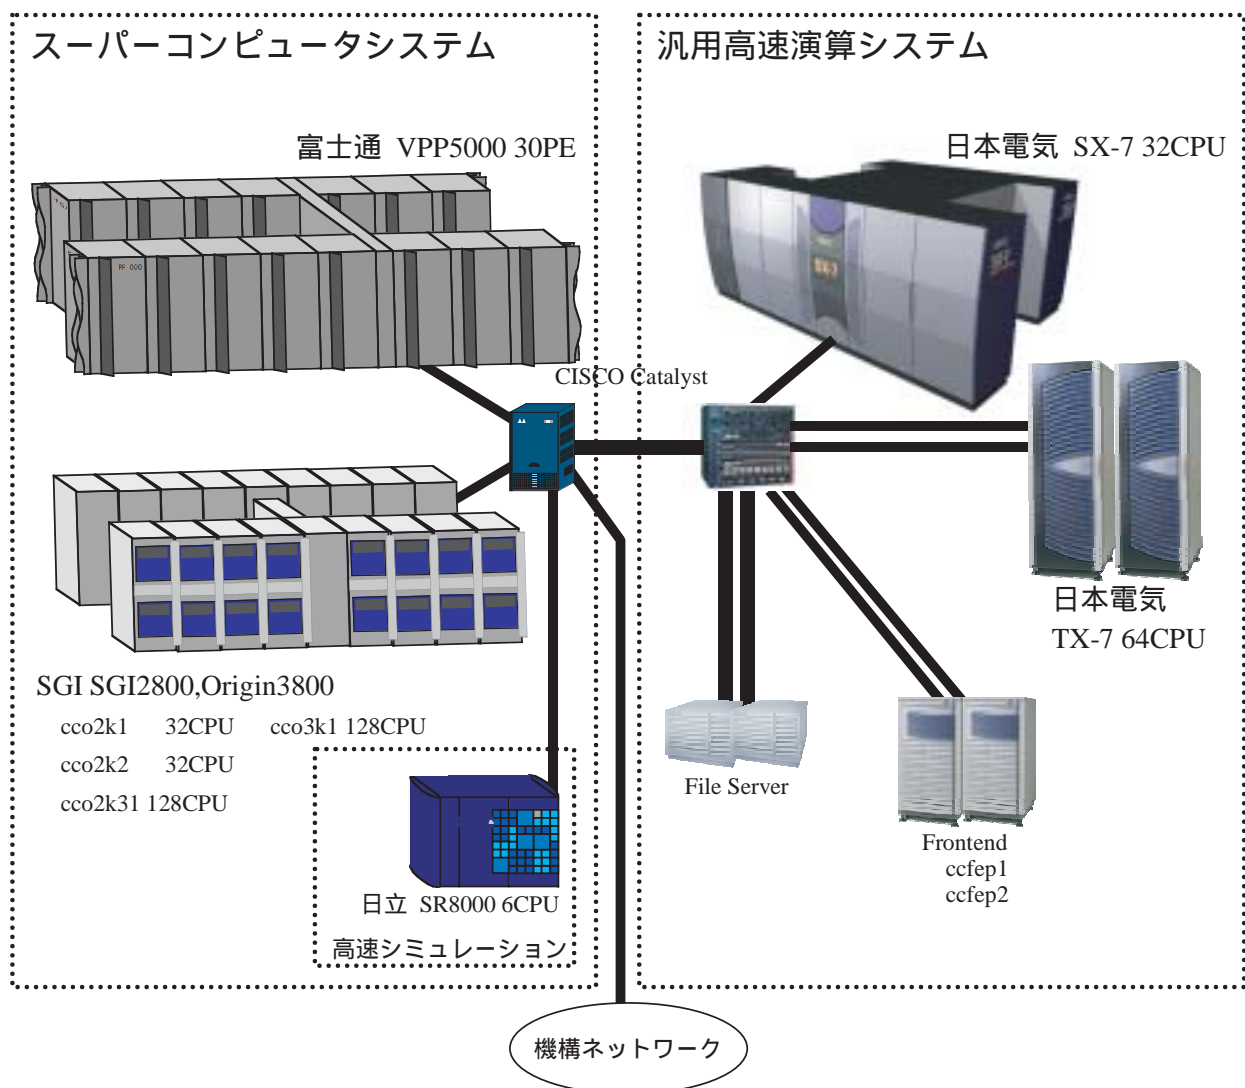 スーパーコンピュータシステム
富士通 VPP5000 30PE
SGI SGI2800,Origin3800
cco2k1 32CPU cco3k1 128CPU
cco2k2 32CPU
cco2k31 128CPU
日立 SR8000 6CPU
高速シミュレーション
CISCO Catalyst
汎用高速演算システム
日本電気 SX-7 32CPU
SX-7
日本電気
TX-7 64CPU
File Server
Frontend
ccfep1
ccfep2
機構ネットワーク